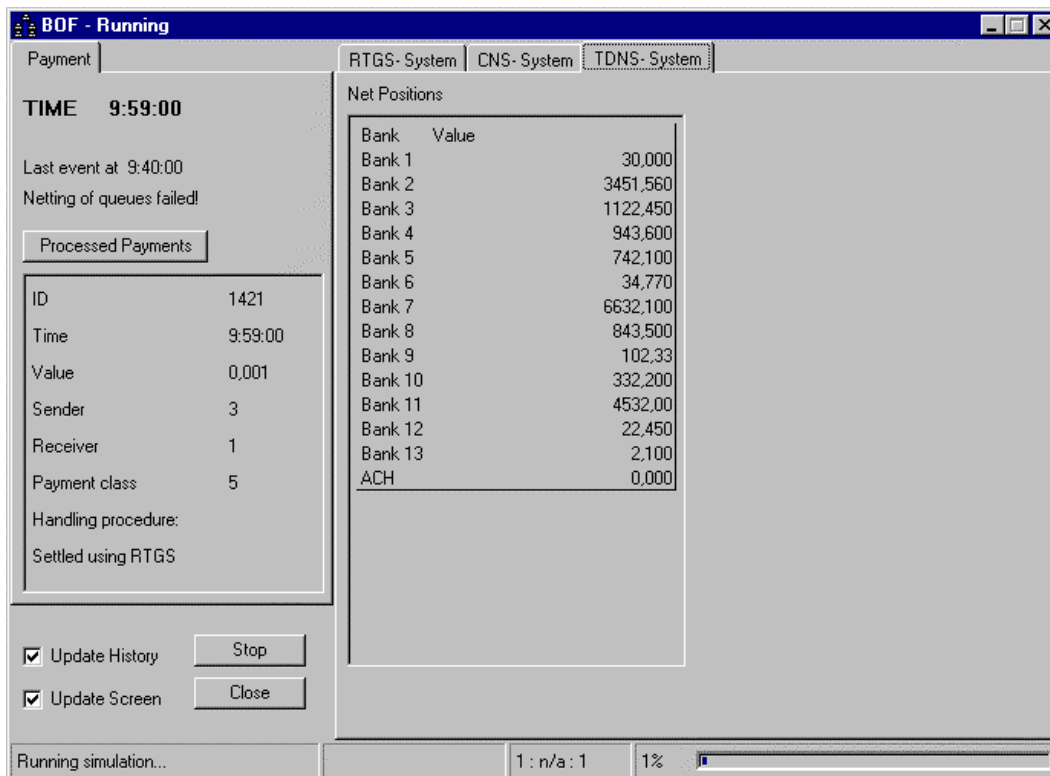 BOF - Running
Payment
RTGS- System CNS- System TDNS- System
TIME 9:59:00
Last event at 9:40:00
Netting of queues failed!
Processed Payments
ID 1421
Time 9:59:00
Value 0,001
Sender 3
Receiver 1
Payment class 5
Handling procedure:
Settled using RTGS
Update History Stop
Update Screen Close
Net Positions
Bank Value
Bank 1 30,000
Bank 2 3451,560
Bank 3 1122,450
Bank 4 943,600
Bank 5 742,100
Bank 6 34,770
Bank 7 6632,100
Bank 8 843,500
Bank 9 102,33
Bank 10 332,200
Bank 11 4532,00
Bank 12 22,450
Bank 13 2,100
ACH 0,000
Running simulation... 1 : n/a : 1 1%